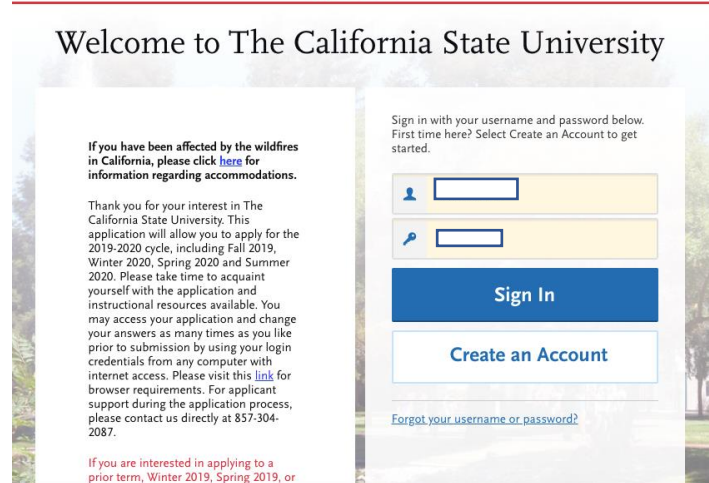 Welcome to The California State University
If you have been affected by the wildfires
in California, please click here for
information regarding accommodations.
Thank you for your interest in The
California State University. This
application will allow you to apply for the
2019-2020 cycle, including Fall 2019,
Winter 2020, Spring 2020 and Summer
2020. Please take time to acquaint
yourself with the application and
instructional resources available. You
may access your application and change
your answers as many times as you like
prior to submission by using your login
credentials from any computer with
internet access. Please visit this link for
browser requirements. For applicant
support during the application process,
please contact us directly at 857-304-
2087.
If you are interested in applying to a
prior term, Winter 2019, Spring 2019, or
Sign in with your username and password below.
First time here? Select Create an Account to get
started.
Sign In
Create an Account
Forgot your username or password?